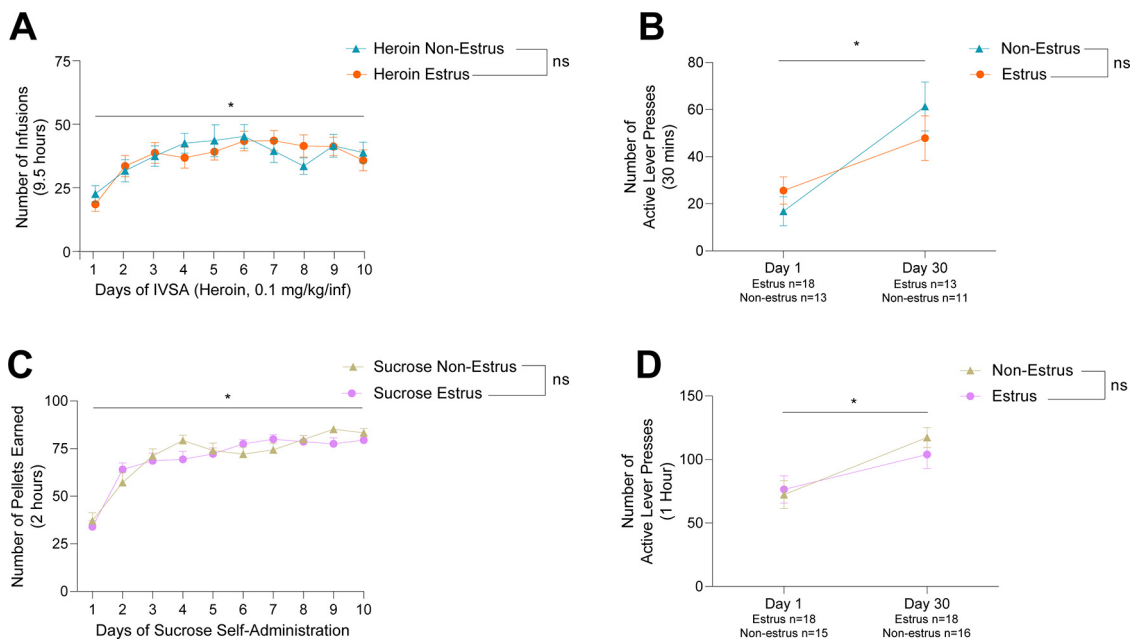 A
Heroin Non-Estrus
Heroin Estrus
ns
*
Number of Infusions
(9.5 hours)
75
50
25
0
1 2 3 4 5 6 7 8 9 10
Days of IVSA (Heroin, 0.1 mg/kg/inf)
B
Non-Estrus
Estrus
ns
*
Number of
Active Lever Presses
(30 mins)
80
60
40
20
0
Day 1
Estrus n=18
Non-estrus n=13
Day 30
Estrus n=13
Non-estrus n=11
C
Sucrose Non-Estrus
Sucrose Estrus
ns
*
Number of Pellets Earned
(2 hours)
100
75
50
25
0
1 2 3 4 5 6 7 8 9 10
Days of Sucrose Self-Administration
D
Non-Estrus
Estrus
ns
*
Number of
Active Lever Presses
(1 Hour)
150
100
50
0
Day 1
Estrus n=18
Non-estrus n=15
Day 30
Estrus n=18
Non-estrus n=16